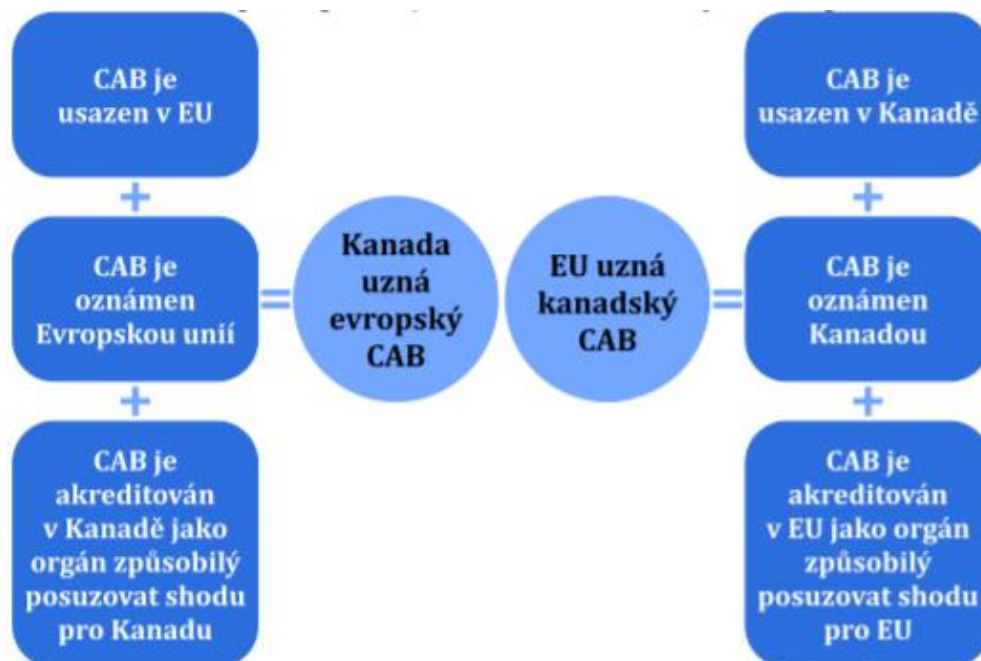 CAB je
usazen v EU
+
CAB je
oznámen
Evropskou unií
+
CAB je
akreditován
v Kanadě jako
orgán způsobilý
posuzovat shodu
pro Kanadu
=
Kanada
uzná
evropský
CAB
EU uzná
kanadský
CAB
=
CAB je
usazen v Kanadě
+
CAB je
oznámen
Kanadou
+
CAB je
akreditován
v EU jako orgán
způsobilý
posuzovat shodu
pro EU